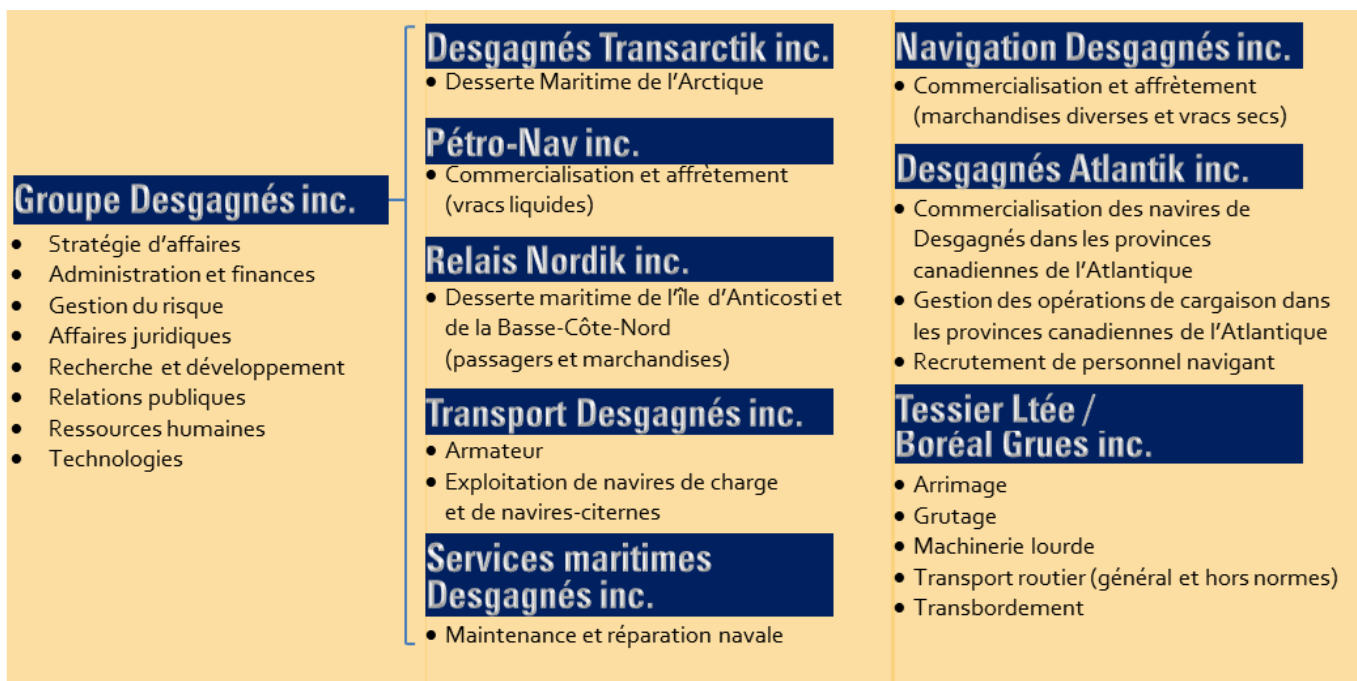 Groupe Desgagnés inc.
• Stratégie d'affaires
• Administration et finances
• Gestion du risque
• Affaires juridiques
• Recherche et développement
• Relations publiques
• Ressources humaines
• Technologies
Desgagnés Transarctik inc.
• Desserte Maritime de l'Arctique
Pétro-Nav inc.
• Commercialisation et affrètement
(vracs liquides)
Relais Nordik inc.
• Desserte maritime de l'île d'Anticosti et
de la Basse-Côte-Nord
(passagers et marchandises)
Transport Desgagnés inc.
• Armateur
• Exploitation de navires de charge
et de navires-citernes
Services maritimes
Desgagnés inc.
• Maintenance et réparation navale
Navigation Desgagnés inc.
• Commercialisation et affrètement
(marchandises diverses et vracs secs)
Desgagnés Atlantik inc.
• Commercialisation des navires de
Desgagnés dans les provinces
canadiennes de l'Atlantique
• Gestion des opérations de cargaison dans
les provinces canadiennes de l'Atlantique
• Recrutement de personnel navigant
Tessier Ltée /
Boréal Grues inc.
• Arrimage
• Grutage
• Machinerie lourde
• Transport routier (général et hors normes)
• Transbordement